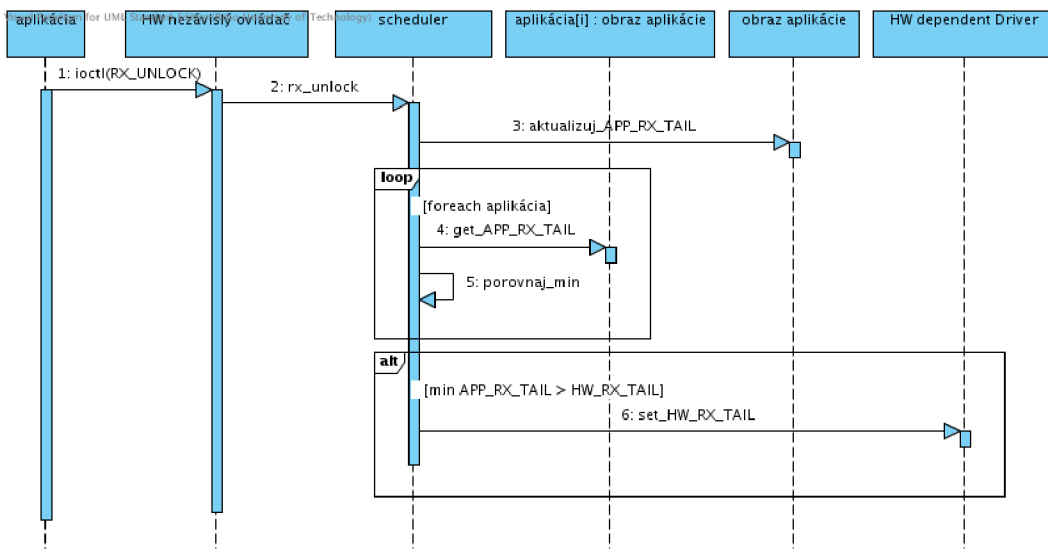 aplikácia
HW nezávislý ovládač
scheduler
aplikácia[i] : obraz aplikácie
obraz aplikácie
HW dependent Driver
1: ioctl(RX_UNLOCK)
2: rx_unlock
3: aktualizuj_APP_RX_TAIL
loop
[foreach aplikácia]
4: get_APP_RX_TAIL
5: porovnaj_min
alt
[min APP_RX_TAIL > HW_RX_TAIL]
6: set_HW_RX_TAIL